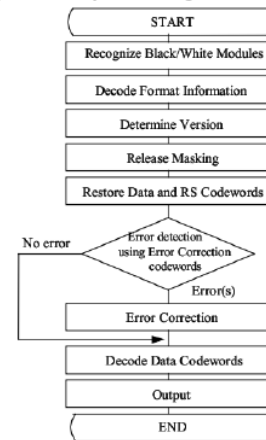 START
Recognize Black/White Modules
Decode Format Information
Determine Version
Release Masking
Restore Data and RS Codewords
Error detection
No error
using Error Correction
codewords
Error(s)
Error Correction
Decode Data Codewords
Output
END